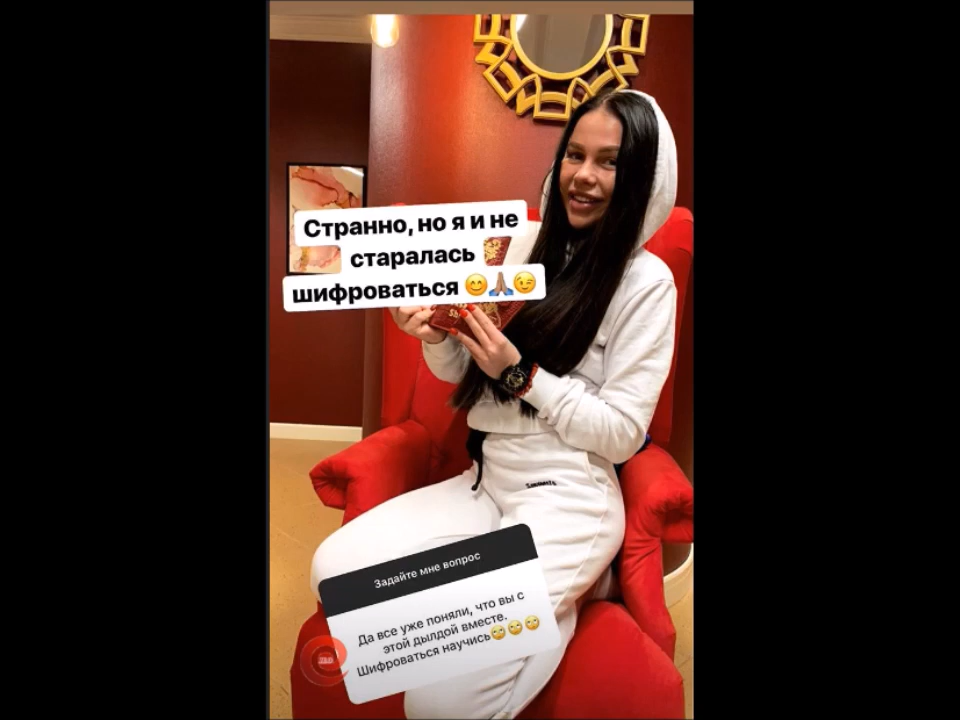 Странно, но я и не
старалась
шифроваться 😊🙏🏽😉
Задайте мне вопрос
Да все уже поняли, что вы с
этой дылдой вместе.
Шифроваться научись🙄🙄🙄